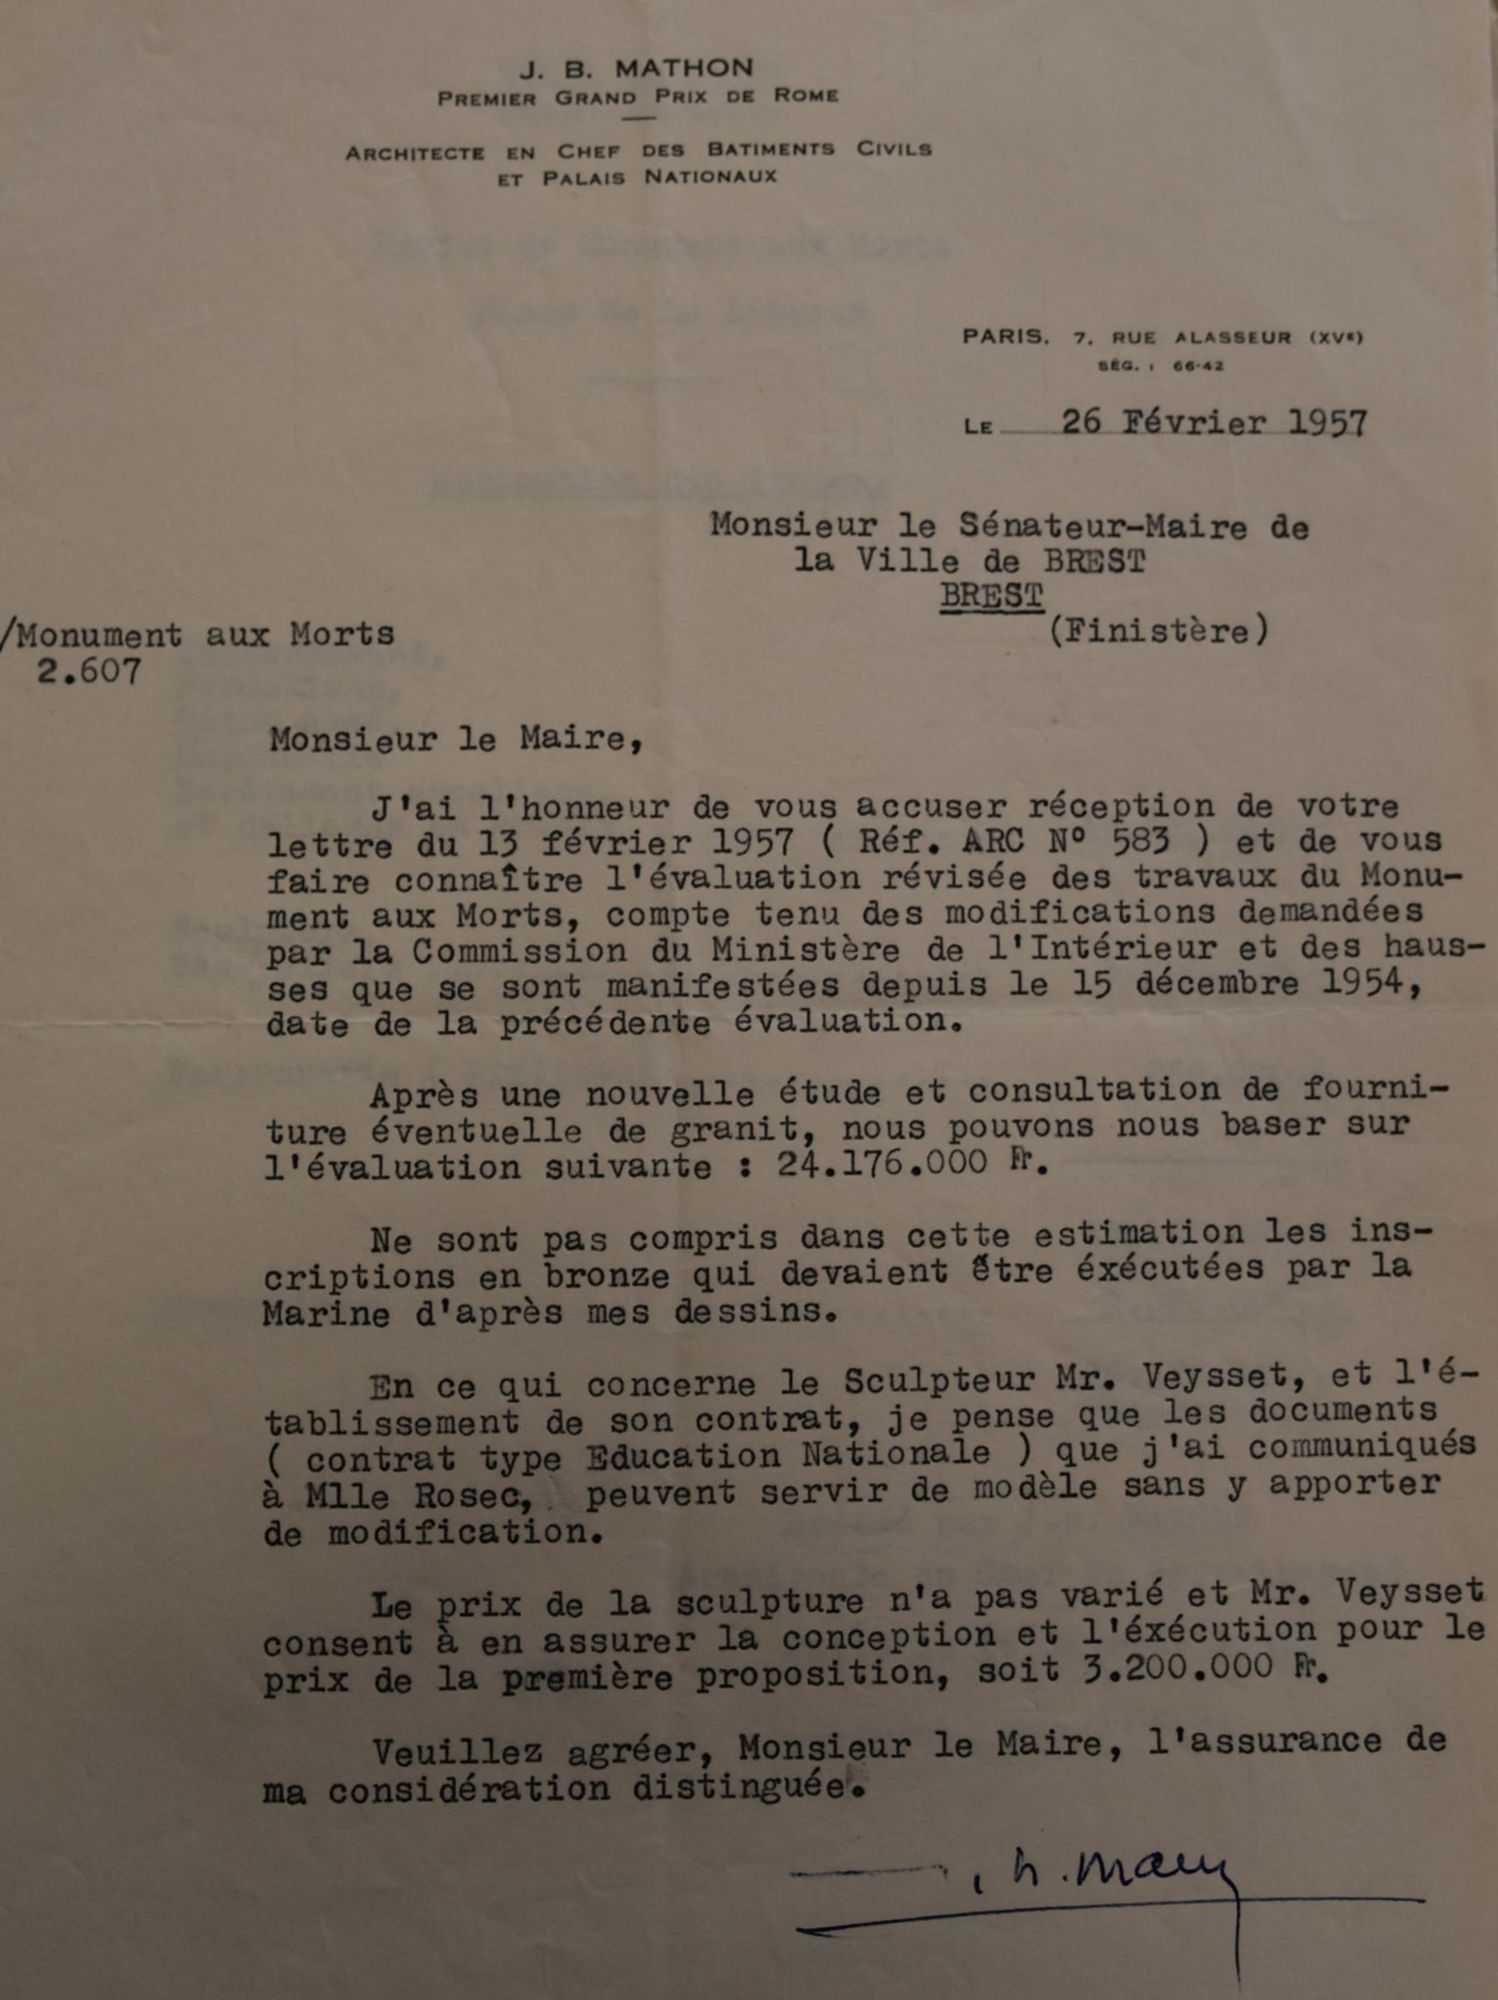 J. B. MATHON
PREMIER GRAND PRIX DE ROME
ARCHITECTE EN CHEF DES BATIMENTS CIVILS
ET PALAIS NATIONAUX
PARIS. 7. RUE ALASSEUR (XVᵉ)
SÉG. : 66-42
LE 26 Février 1957
Monsieur le Sénateur-Maire de
la Ville de BREST
BREST
(Finistère)
/Monument aux Morts
2.607
Monsieur le Maire,
J'ai l'honneur de vous accuser réception de votre
lettre du 13 février 1957 ( Réf. ARC Nº 583 ) et de vous
faire connaître l'évaluation révisée des travaux du Monu-
ment aux Morts, compte tenu des modifications demandées
par la Commission du Ministère de l'Intérieur et des haus-
ses que se sont manifestées depuis le 15 décembre 1954,
date de la précédente évaluation.
Après une nouvelle étude et consultation de fourni-
ture éventuelle de granit, nous pouvons nous baser sur
l'évaluation suivante : 24.176.000 Fr.
Ne sont pas compris dans cette estimation les ins-
criptions en bronze qui devaient être éxécutées par la
Marine d'après mes dessins.
En ce qui concerne le Sculpteur Mr. Veysset, et l'é-
tablissement de son contrat, je pense que les documents
( contrat type Education Nationale ) que j'ai communiqués
à Mlle Rosec, peuvent servir de modèle sans y apporter
de modification.
Le prix de la sculpture n'a pas varié et Mr. Veysset
consent à en assurer la conception et l'éxécution pour le
prix de la première proposition, soit 3.200.000 Fr.
Veuillez agréer, Monsieur le Maire, l'assurance de
ma considération distinguée.